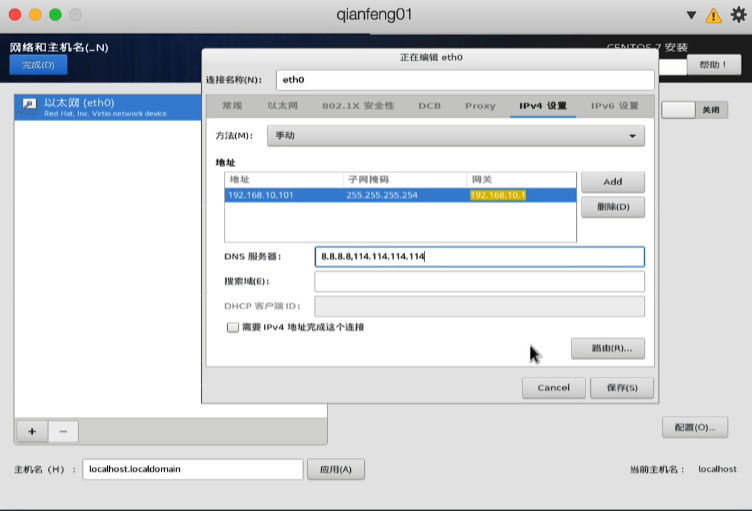 qianfeng01
网络和主机名(_N)
CENTOS 7 安装
完成(D)
帮助！
正在编辑 eth0
连接名称(N)： eth0
以太网 (eth0)
Red Hat, Inc. Virtio network device
关闭
常规 以太网 802.1X 安全性 DCB Proxy IPv4 设置 IPv6 设置
方法(M)： 手动
地址
地址 子网掩码 网关
192.168.10.101 255.255.255.254 192.168.10.1
Add
删除(D)
DNS 服务器： 8.8.8.8,114.114.114.114
搜索域(E)：
DHCP 客户端 ID：
需要 IPv4 地址完成这个连接
路由(R)...
Cancel 保存(S)
+ −
配置(O)...
主机名（H）： localhost.localdomain 应用(A) 当前主机名： localhost